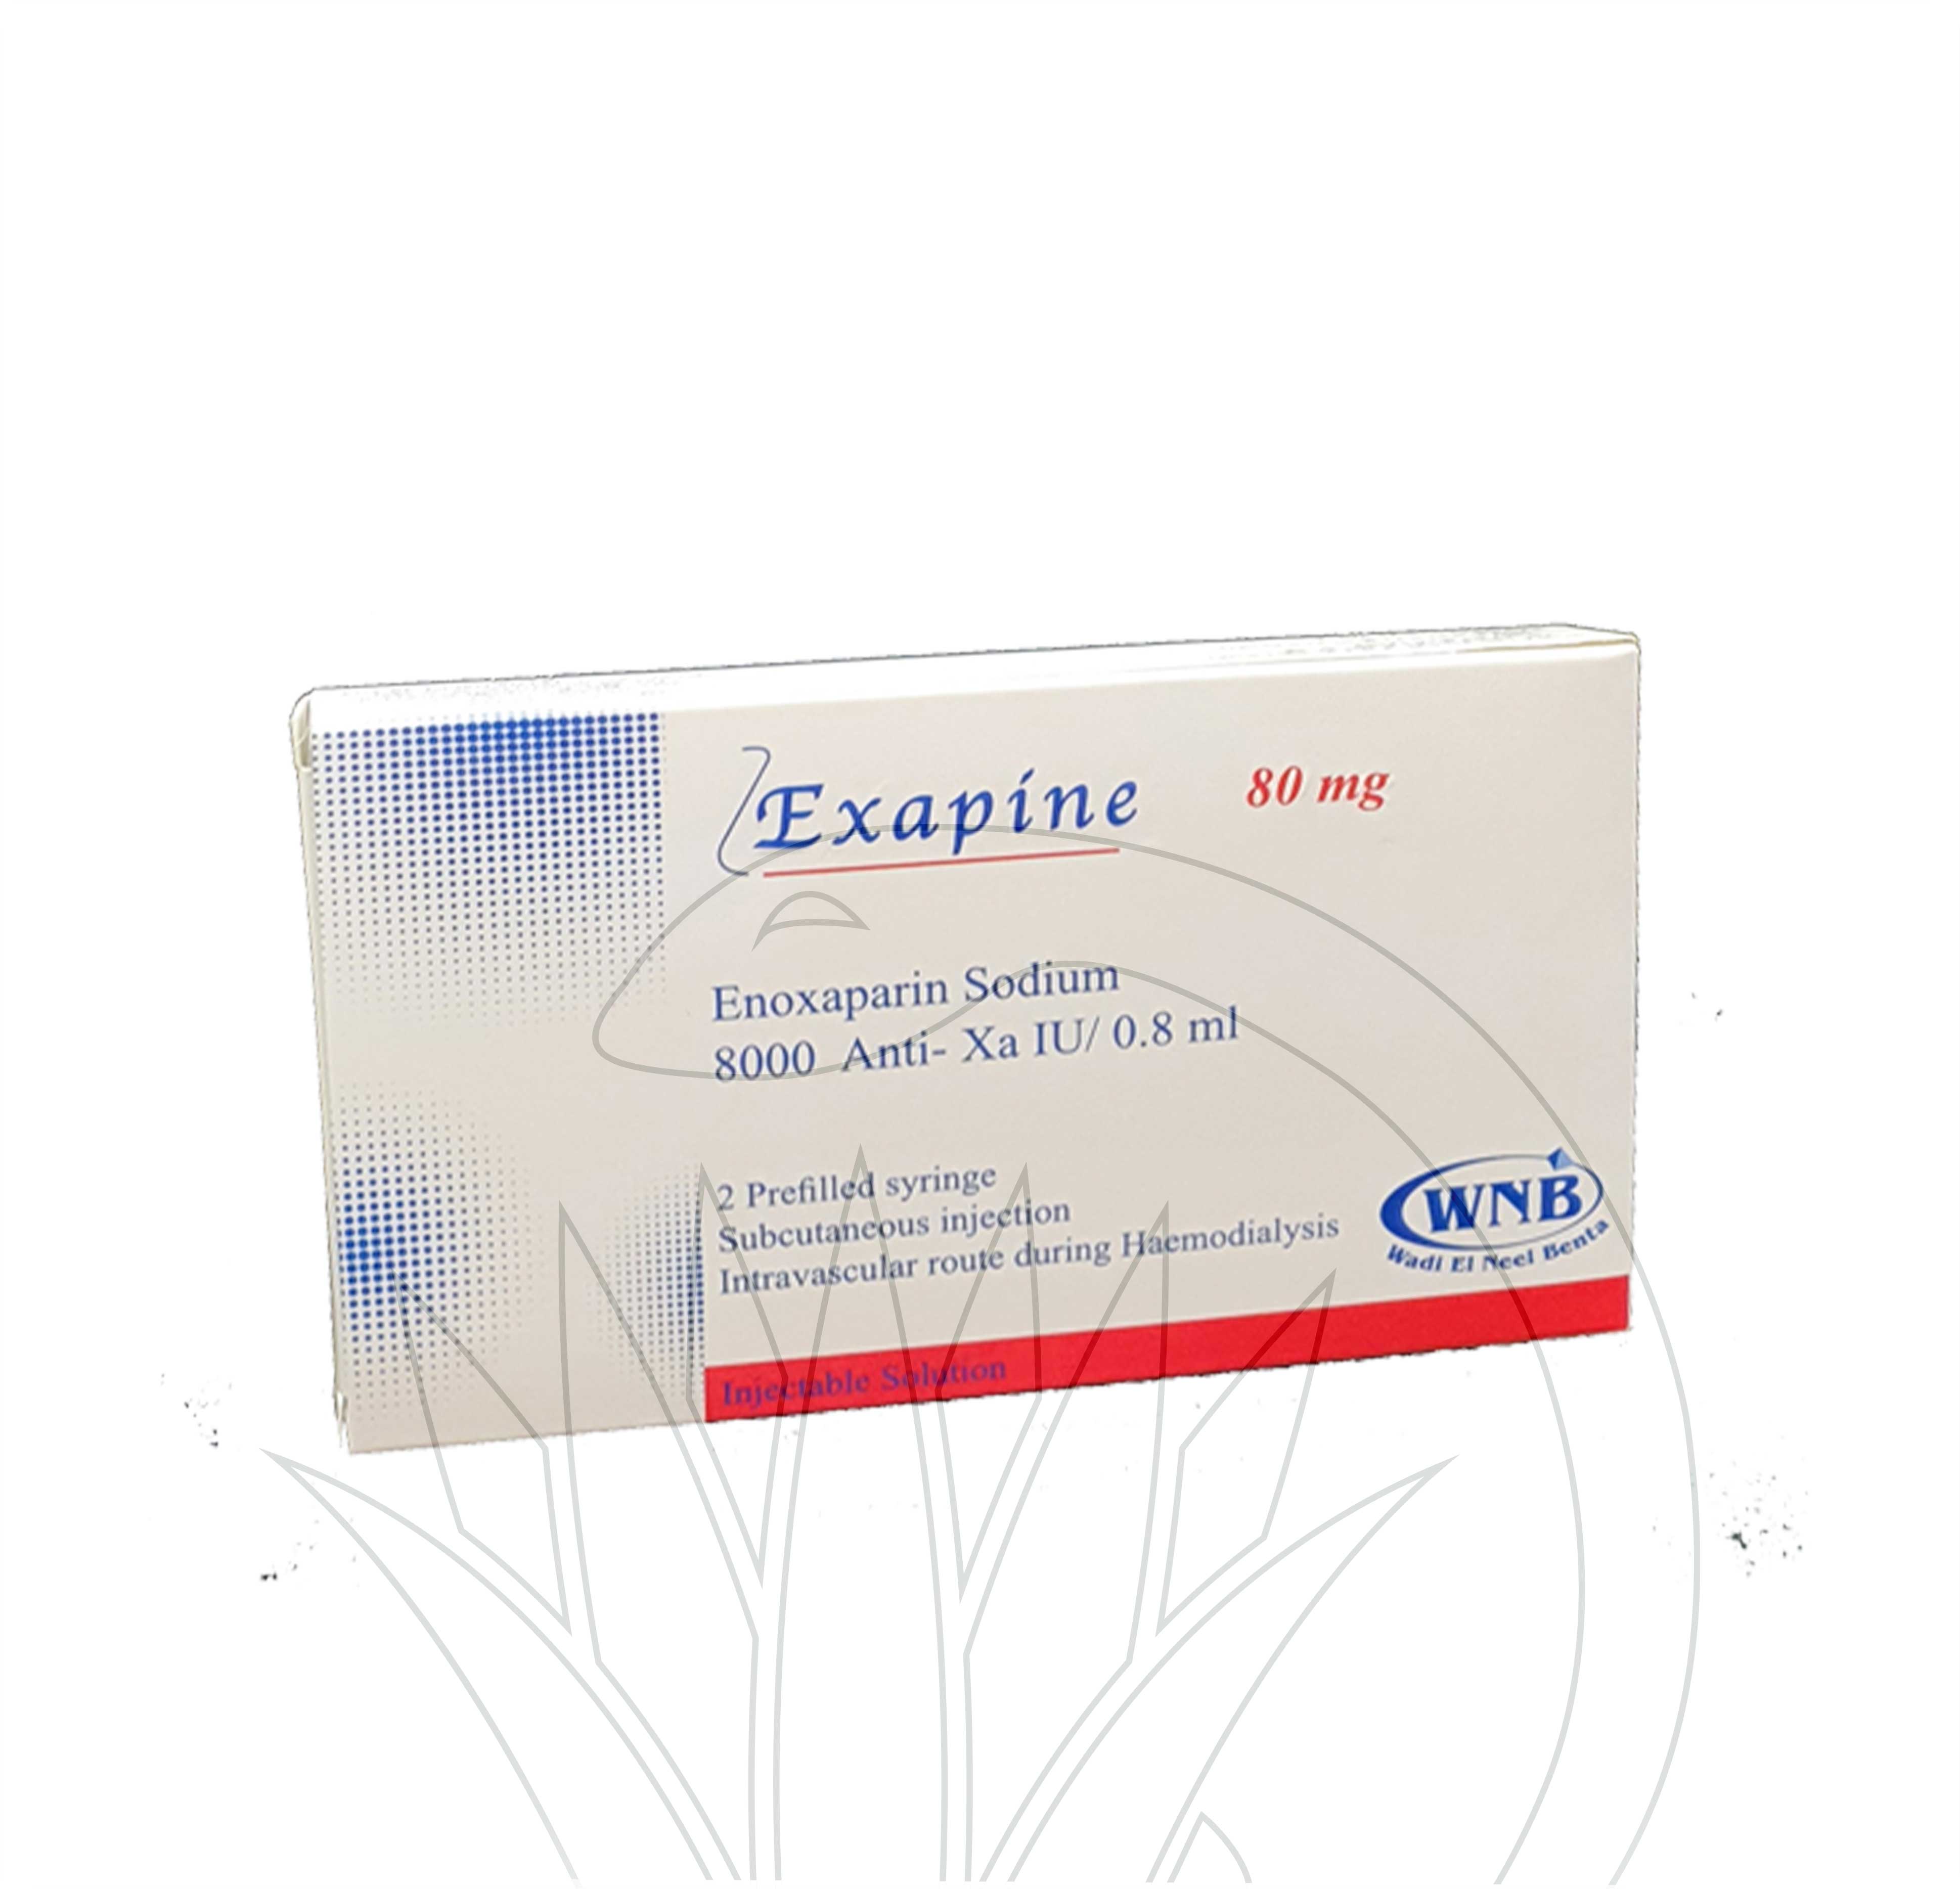 Exapine
80 mg
Enoxaparin Sodium
8000 Anti- Xa IU/ 0.8 ml
2 Prefilled syringe
Subcutaneous injection
Intravascular route during Haemodialysis
WNB
Wadi El Neel Benta
Injectable Solution